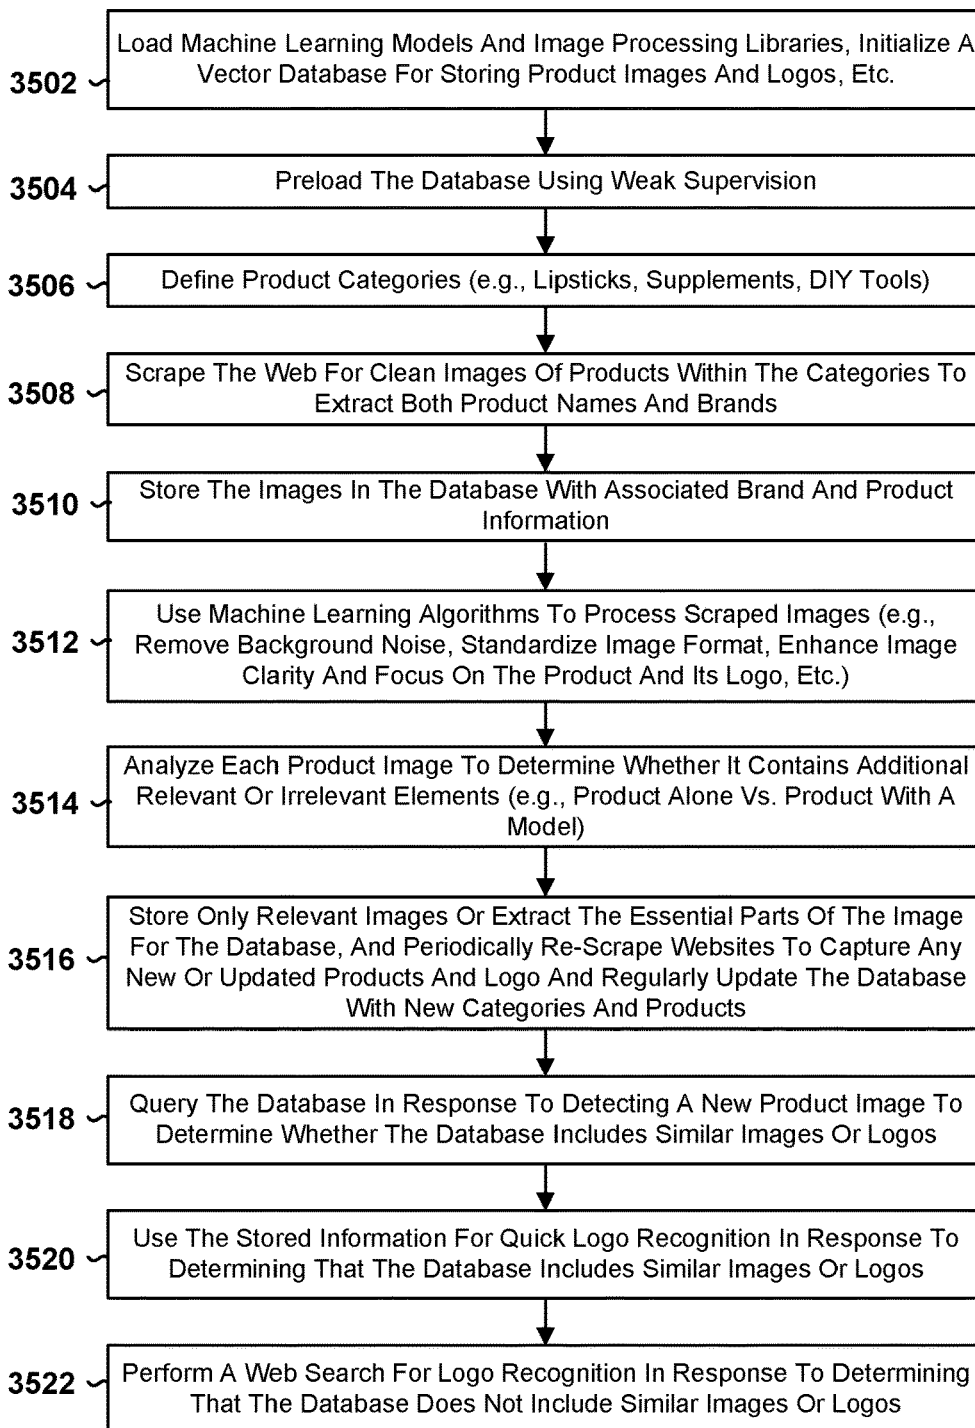 Load Machine Learning Models And Image Processing Libraries, Initialize A
3502 Vector Database For Storing Product Images And Logos, Etc.
3504 Preload The Database Using Weak Supervision
3506 Define Product Categories (e.g., Lipsticks, Supplements, DIY Tools)
3508 Scrape The Web For Clean Images Of Products Within The Categories To
Extract Both Product Names And Brands
3510 Store The Images In The Database With Associated Brand And Product
Information
Use Machine Learning Algorithms To Process Scraped Images (e.g.,
3512 Remove Background Noise, Standardize Image Format, Enhance Image
Clarity And Focus On The Product And Its Logo, Etc.)
Analyze Each Product Image To Determine Whether It Contains Additional
3514 Relevant Or Irrelevant Elements (e.g., Product Alone Vs. Product With A
Model)
Store Only Relevant Images Or Extract The Essential Parts Of The Image
3516 For The Database, And Periodically Re-Scrape Websites To Capture Any
New Or Updated Products And Logo And Regularly Update The Database
With New Categories And Products
3518 Query The Database In Response To Detecting A New Product Image To
Determine Whether The Database Includes Similar Images Or Logos
3520 Use The Stored Information For Quick Logo Recognition In Response To
Determining That The Database Includes Similar Images Or Logos
3522 Perform A Web Search For Logo Recognition In Response To Determining
That The Database Does Not Include Similar Images Or Logos